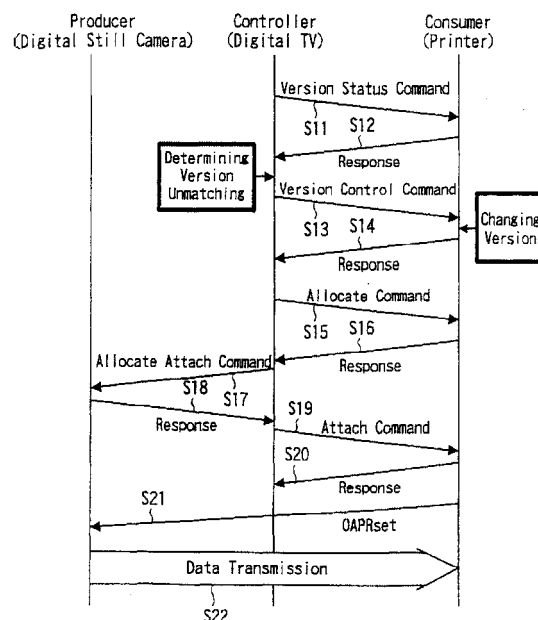 Producer
(Digital Still Camera)
Controller
(Digital TV)
Consumer
(Printer)
Version Status Command
S11
S12
Response
Determining
Version
Unmatching
Version Control Command
S13
S14
Response
Changing
Version
Allocate Command
S15
S16
Response
Allocate Attach Command
S18
S17
Response
S19
Attach Command
S20
Response
S21
OAPRset
Data Transmission
S22